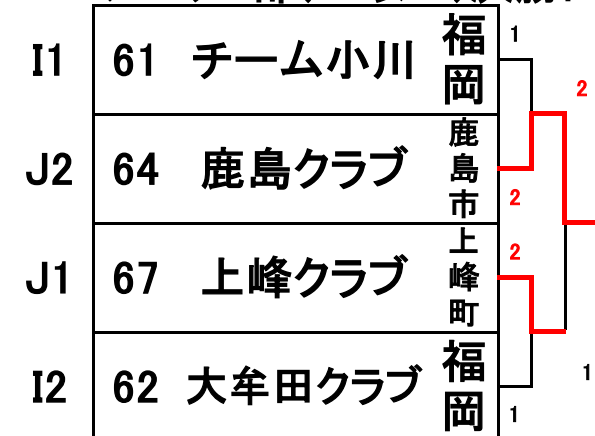 I1 61 チーム小川 福岡 1
2
J2 64 鹿島クラブ 鹿島市 2
J1 67 上峰クラブ 上峰町 2
I2 62 大牟田クラブ 福岡 1
1